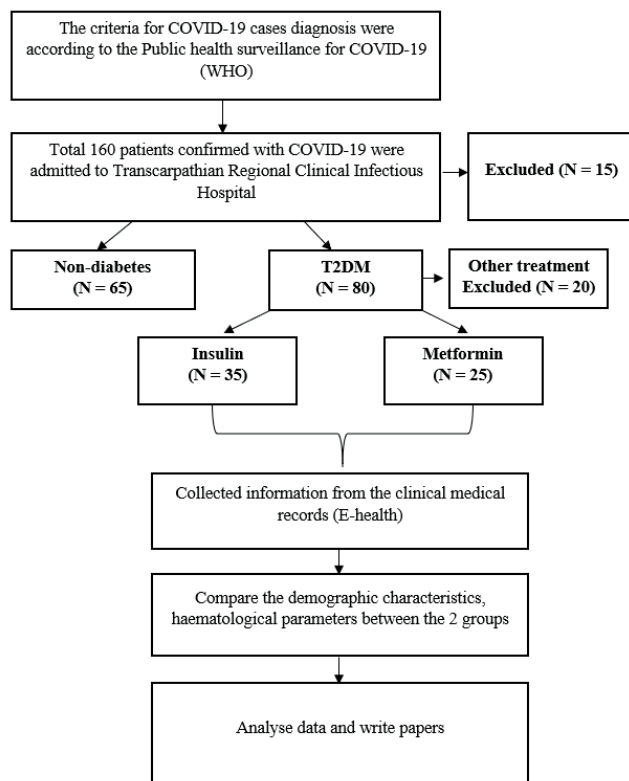 The criteria for COVID-19 cases diagnosis were
according to the Public health surveillance for COVID-19
(WHO)
Total 160 patients confirmed with COVID-19 were
admitted to Transcarpathian Regional Clinical Infectious
Hospital
Excluded (N = 15)
Non-diabetes
(N = 65)
T2DM
(N = 80)
Other treatment
Excluded (N = 20)
Insulin
(N = 35)
Metformin
(N = 25)
Collected information from the clinical medical
records (E-health)
Compare the demographic characteristics,
haematological parameters between the 2 groups
Analyse data and write papers